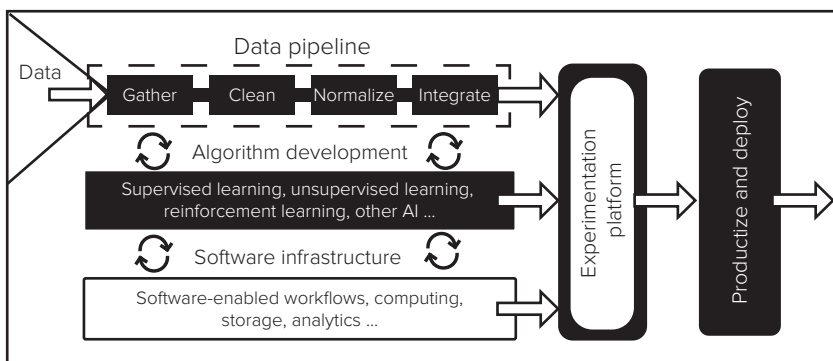 Data pipeline
Data
Gather
Clean
Normalize
Integrate
Algorithm development
Supervised learning, unsupervised learning,
reinforcement learning, other AI ...
Software infrastructure
Software-enabled workflows, computing,
storage, analytics ...
Experimentation
platform
Productize and deploy